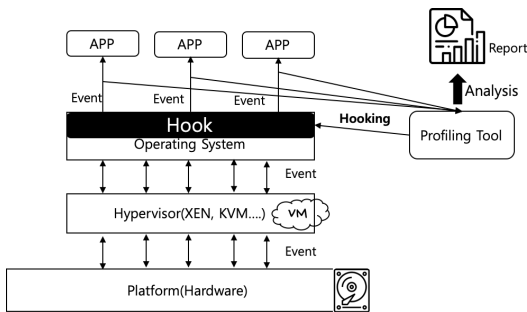 APP
APP
APP
Report
Event
Event
Event
Analysis
Hook
Hooking
Profiling Tool
Operating System
Event
Hypervisor(XEN, KVM....)
VM
Event
Platform(Hardware)